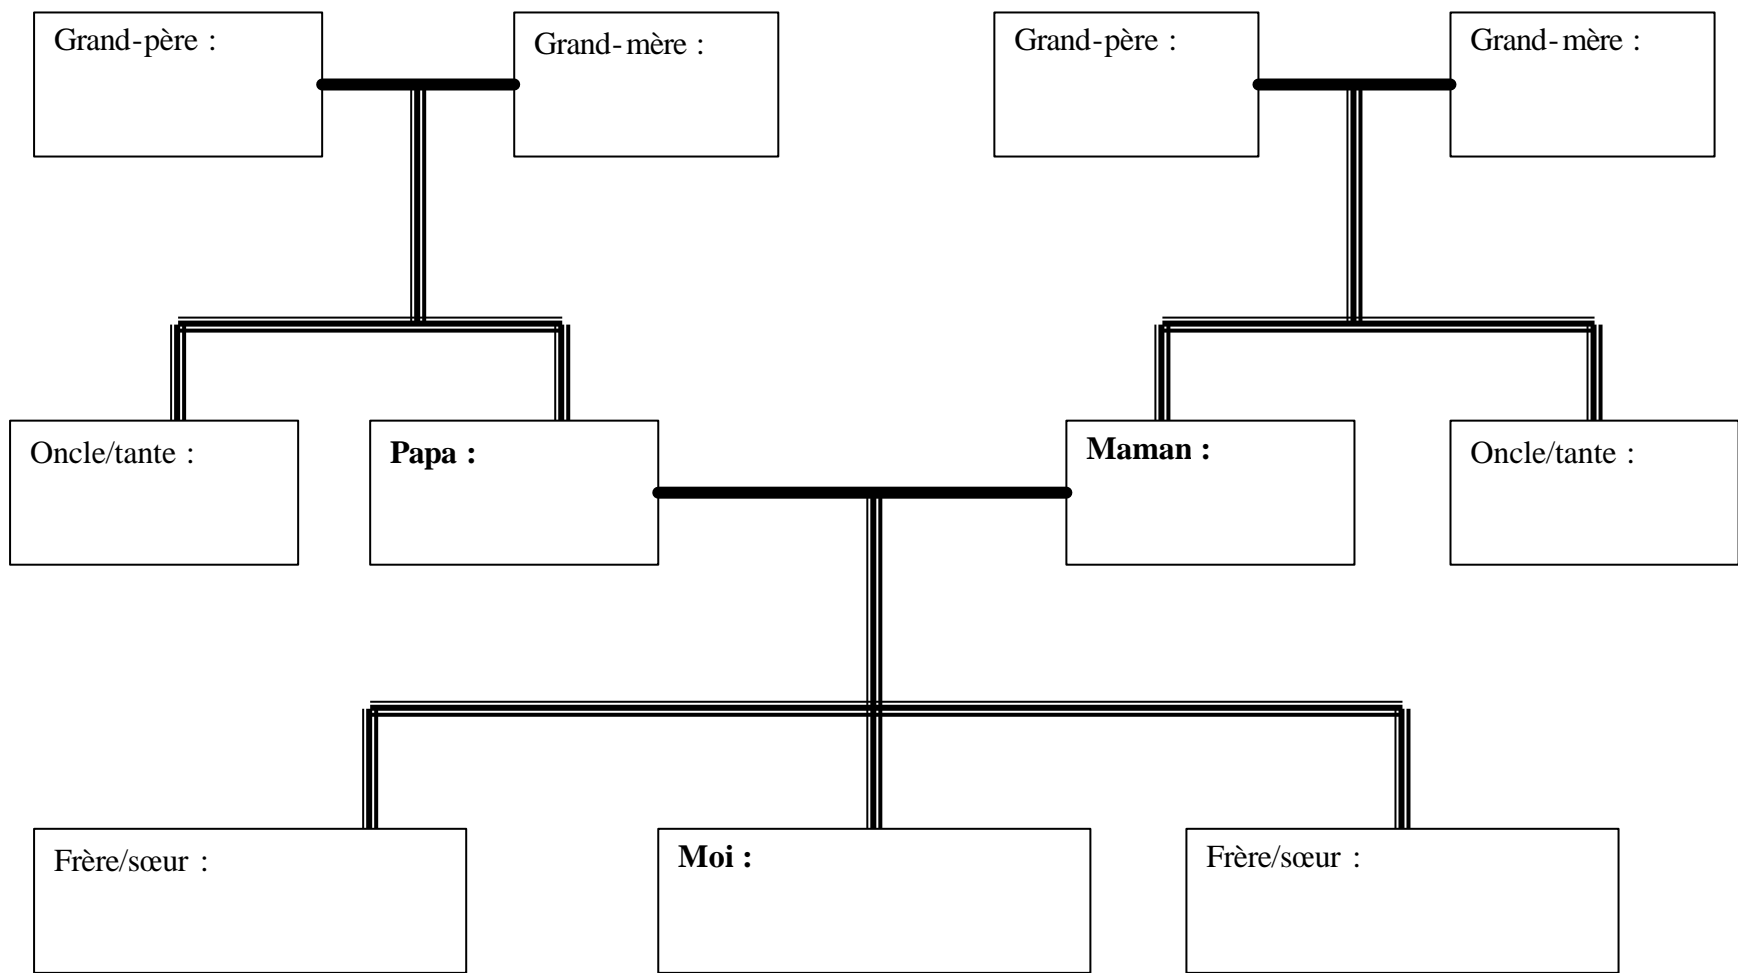 Grand-père :
Grand-mère :
Grand-père :
Grand-mère :
Oncle/tante :
Papa :
Maman :
Oncle/tante :
Frère/sœur :
Moi :
Frère/sœur :